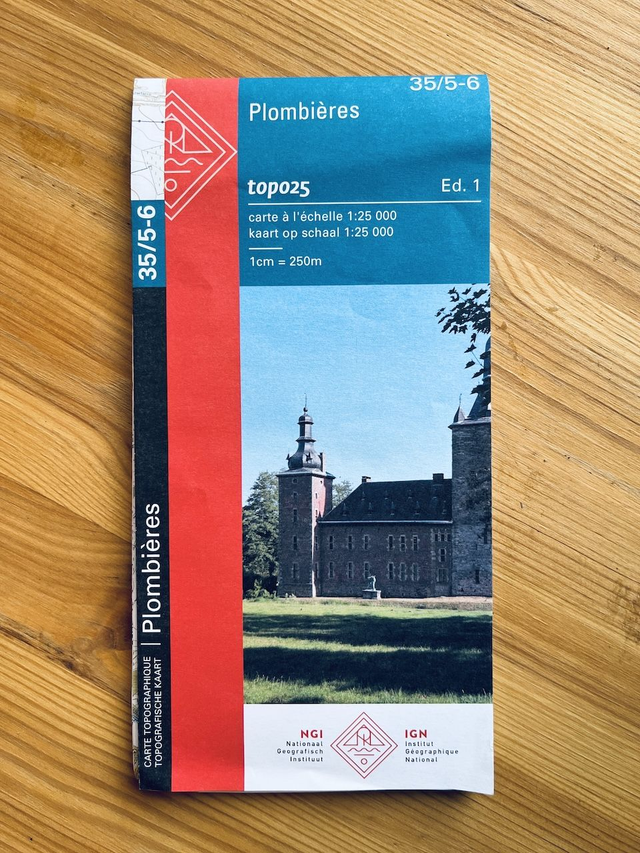 35/5-6
Plombières
topo25
Ed. 1
carte à l'échelle 1:25 000
kaart op schaal 1:25 000
1cm = 250m
35/5-6
Plombières
CARTE TOPOGRAPHIQUE
TOPOGRAFISCHE KAART
NGI
Nationaal
Geografisch
Instituut
IGN
Institut
Géographique
National